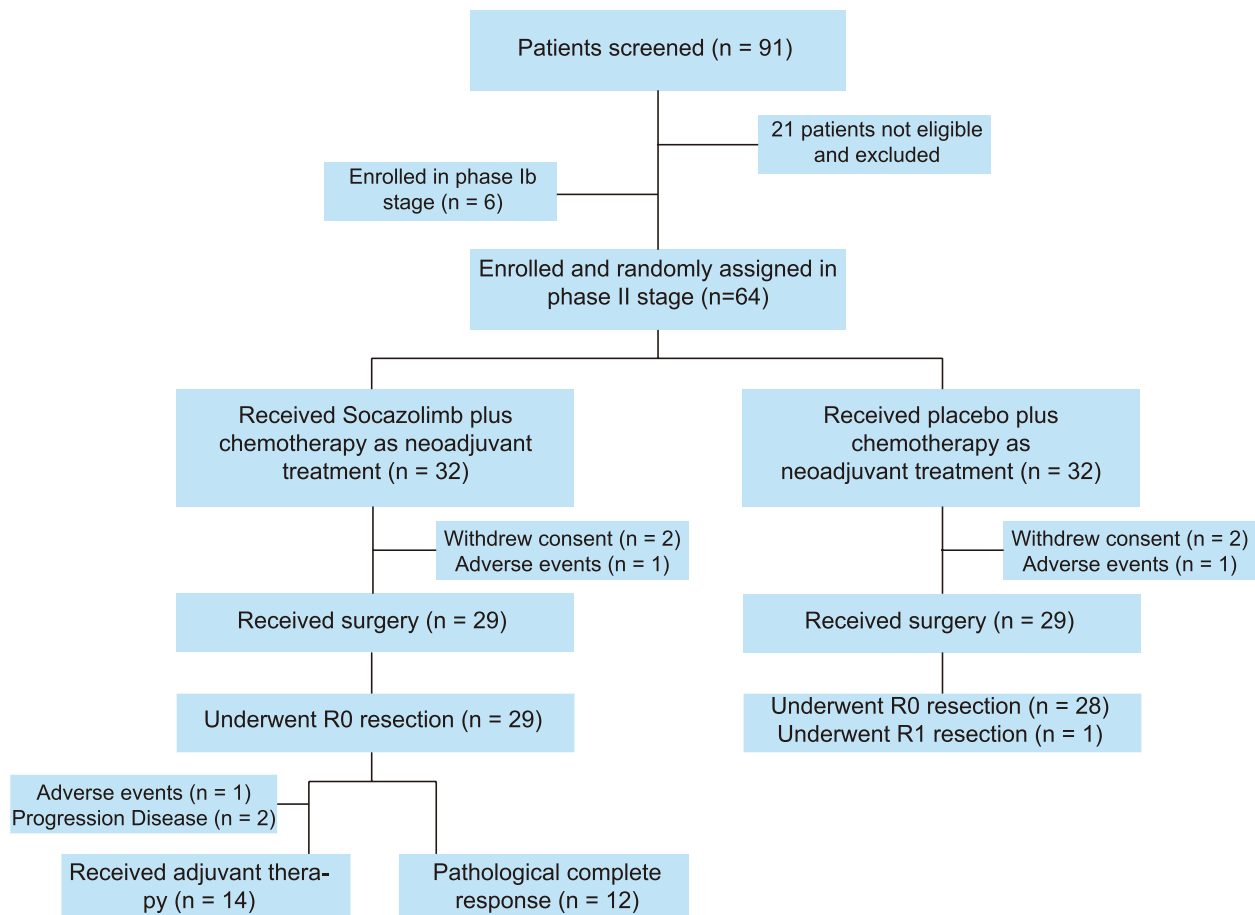 Patients screened (n = 91)
21 patients not eligible
and excluded
Enrolled in phase Ib
stage (n = 6)
Enrolled and randomly assigned in
phase II stage (n=64)
Received Socazolimb plus
chemotherapy as neoadjuvant
treatment (n = 32)
Received placebo plus
chemotherapy as
neoadjuvant treatment (n = 32)
Withdrew consent (n = 2)
Adverse events (n = 1)
Withdrew consent (n = 2)
Adverse events (n = 1)
Received surgery (n = 29)
Received surgery (n = 29)
Underwent R0 resection (n = 29)
Underwent R0 resection (n = 28)
Underwent R1 resection (n = 1)
Adverse events (n = 1)
Progression Disease (n = 2)
Received adjuvant thera-
py (n = 14)
Pathological complete
response (n = 12)